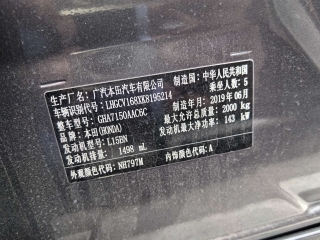 生产厂名: 广汽本田汽车有限公司
制造国: 中华人民共和国
车辆识别代号: LHGCV168XK8195214
乘坐人数: 5
整车型号: GHA7150AAC6C
制造年月: 2019年06月
品牌: 本田(HONDA)
最大允许总质量: 2000 kg
发动机型号: L15BN
发动机最大净功率: 143 kW
发动机排量: 1498 mL
外观颜色代码: NH797M
内饰颜色代码: A